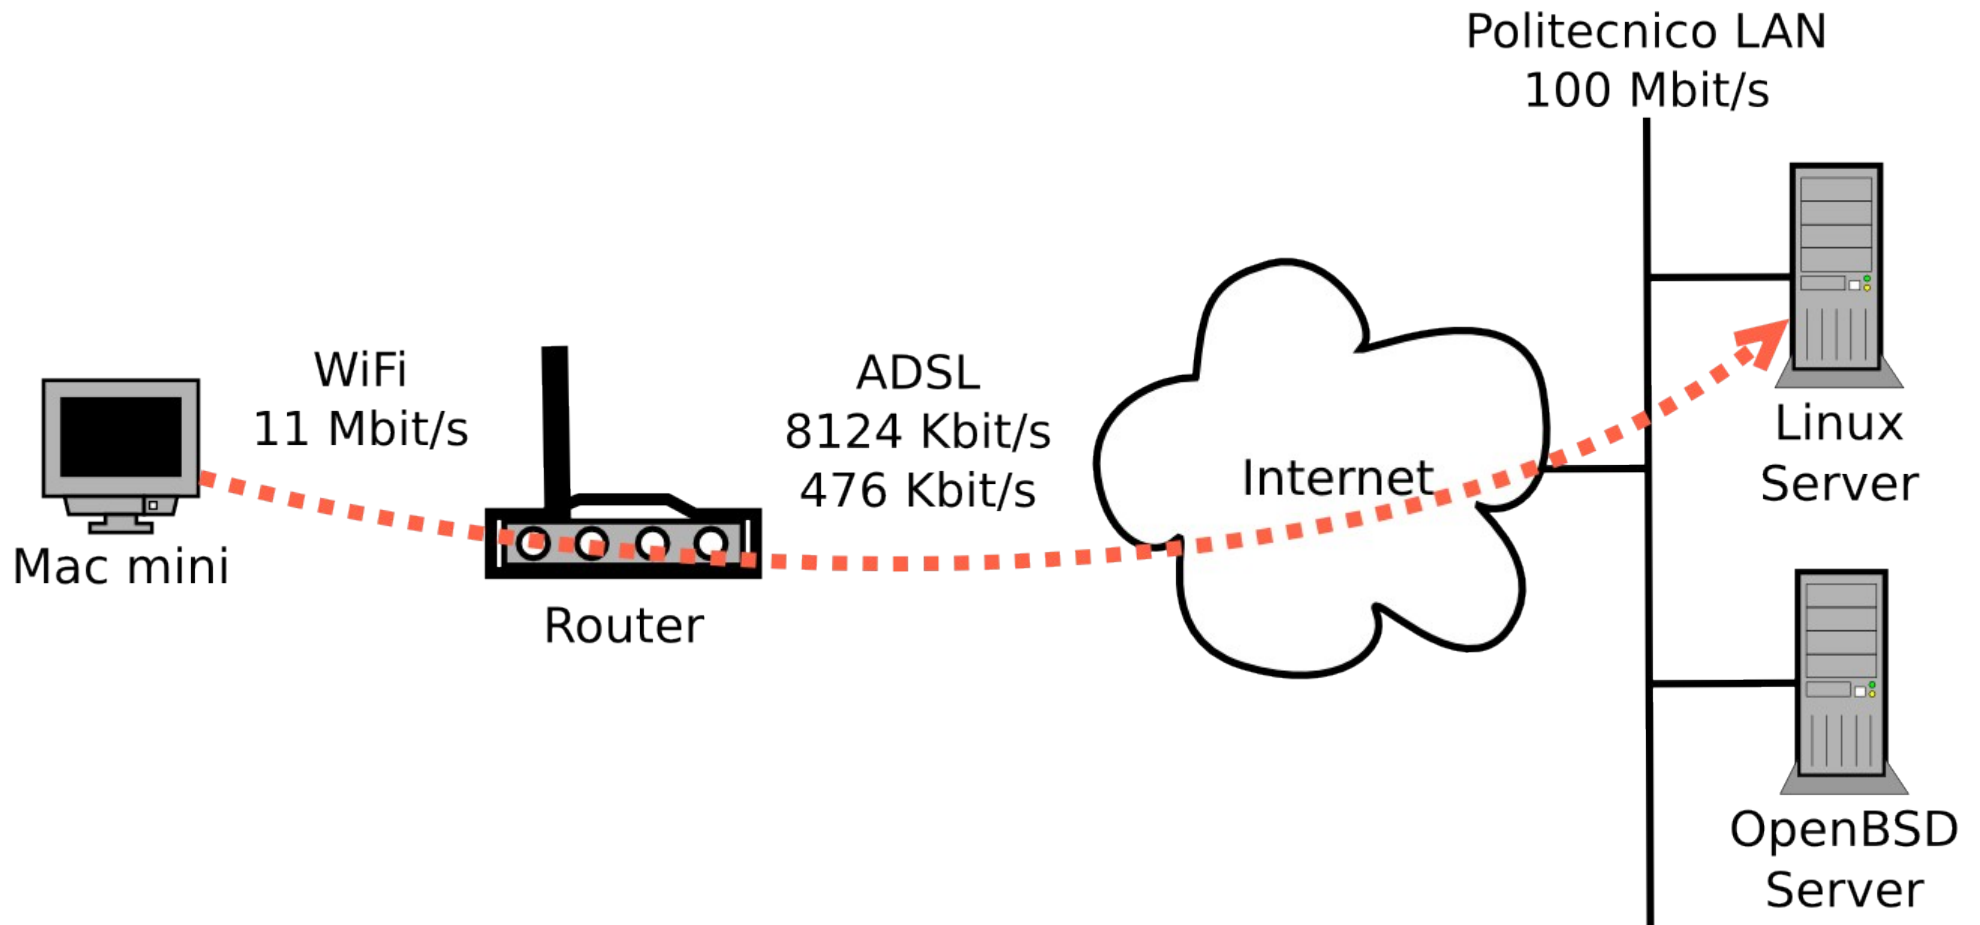 Politecnico LAN
100 Mbit/s
WiFi
11 Mbit/s
ADSL
8124 Kbit/s
476 Kbit/s
Internet
Linux
Server
Mac mini
Router
OpenBSD
Server